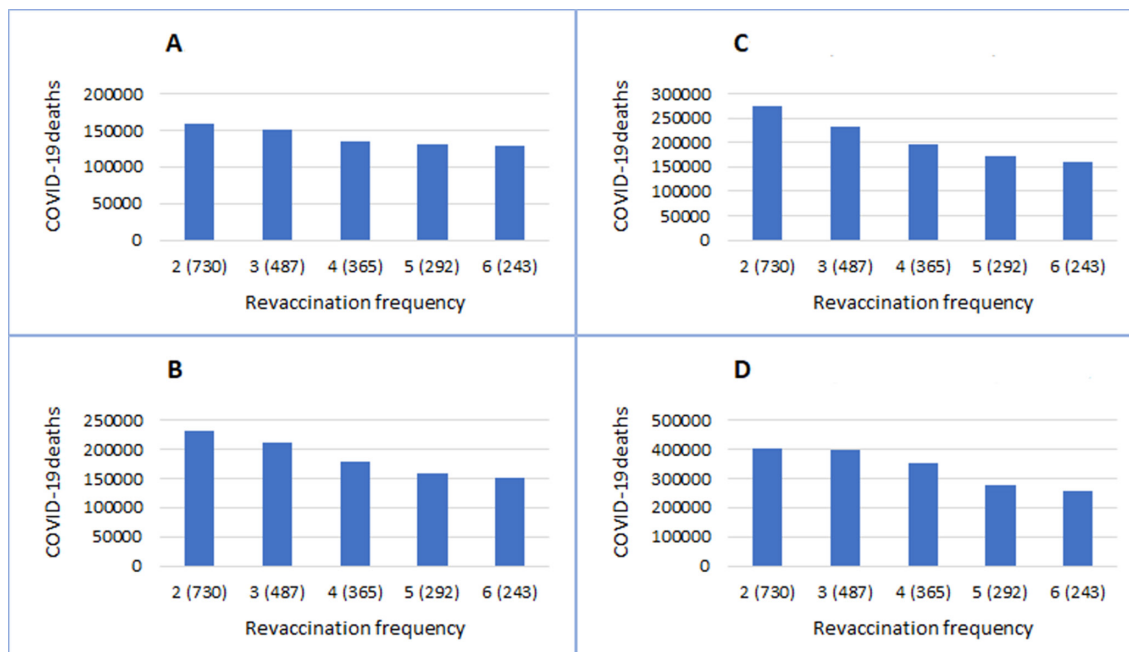 A
COVID-19 deaths
200000
150000
100000
50000
0
2 (730) 3 (487) 4 (365) 5 (292) 6 (243)
Revaccination frequency
C
COVID-19 deaths
300000
250000
200000
150000
100000
50000
0
2 (730) 3 (487) 4 (365) 5 (292) 6 (243)
Revaccination frequency
B
COVID-19 deaths
250000
200000
150000
100000
50000
0
2 (730) 3 (487) 4 (365) 5 (292) 6 (243)
Revaccination frequency
D
COVID-19 deaths
500000
400000
300000
200000
100000
0
2 (730) 3 (487) 4 (365) 5 (292) 6 (243)
Revaccination frequency